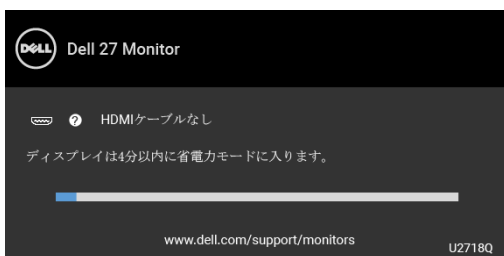 DELL
Dell 27 Monitor
? HDMIケーブルなし
ディスプレイは4分以内に省電力モードに入ります。
www.dell.com/support/monitors
U2718Q